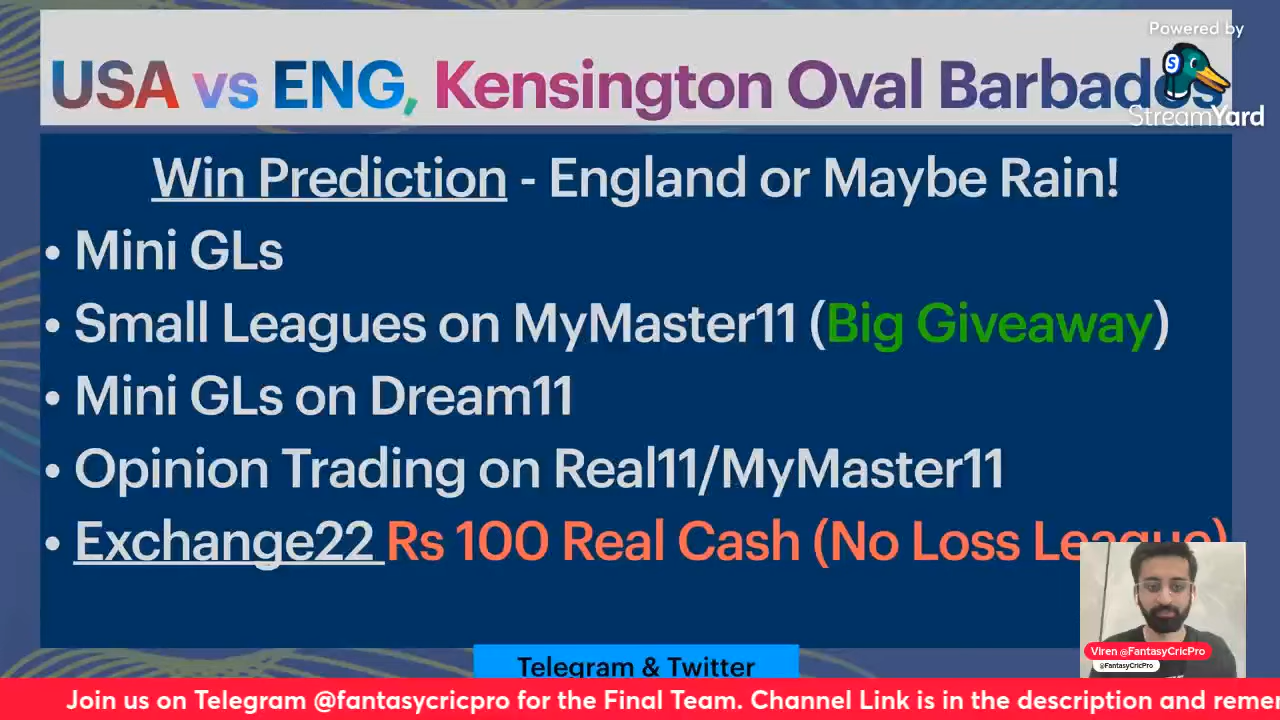 Powered by
USA vs ENG, Kensington Oval Barbados
StreamYard
Win Prediction - England or Maybe Rain!
• Mini GLs
• Small Leagues on MyMaster11 (Big Giveaway)
• Mini GLs on Dream11
• Opinion Trading on Real11/MyMaster11
• Exchange22 Rs 100 Real Cash (No Loss League)
Viren @FantasyCricPro
@FantasyCricPro
Telegram & Twitter
Join us on Telegram @fantasycricpro for the Final Team. Channel Link is in the description and remem